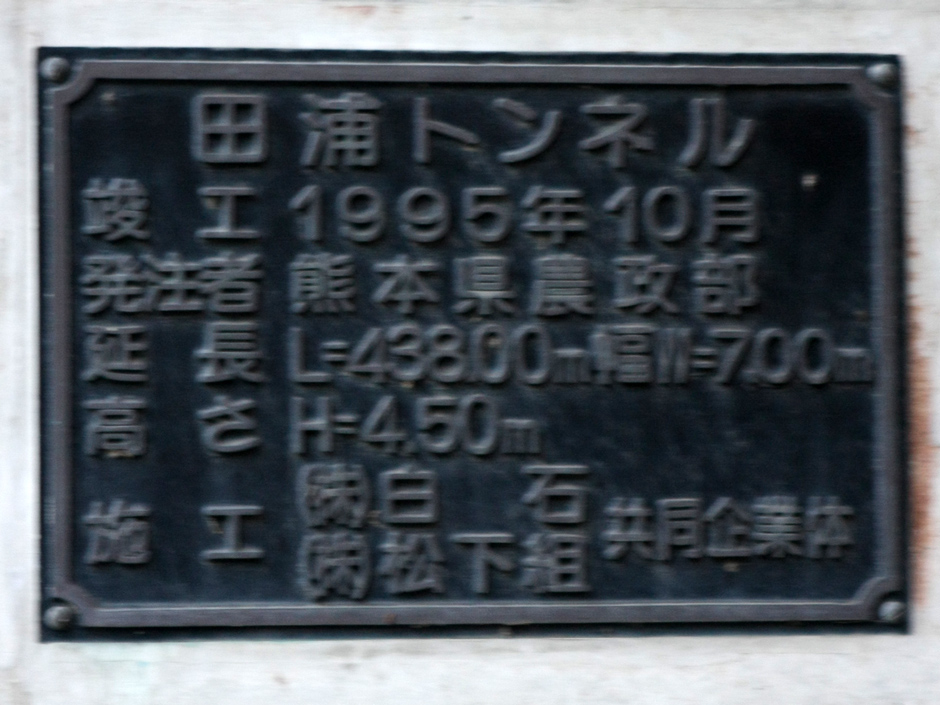 田浦トンネル
竣工 1995年10月
発注者 熊本県農政部
延長 L=438.00m 幅W=7.00m
高さ H=4.50m
施工 ㈱白石 ㈱松下組 共同企業体